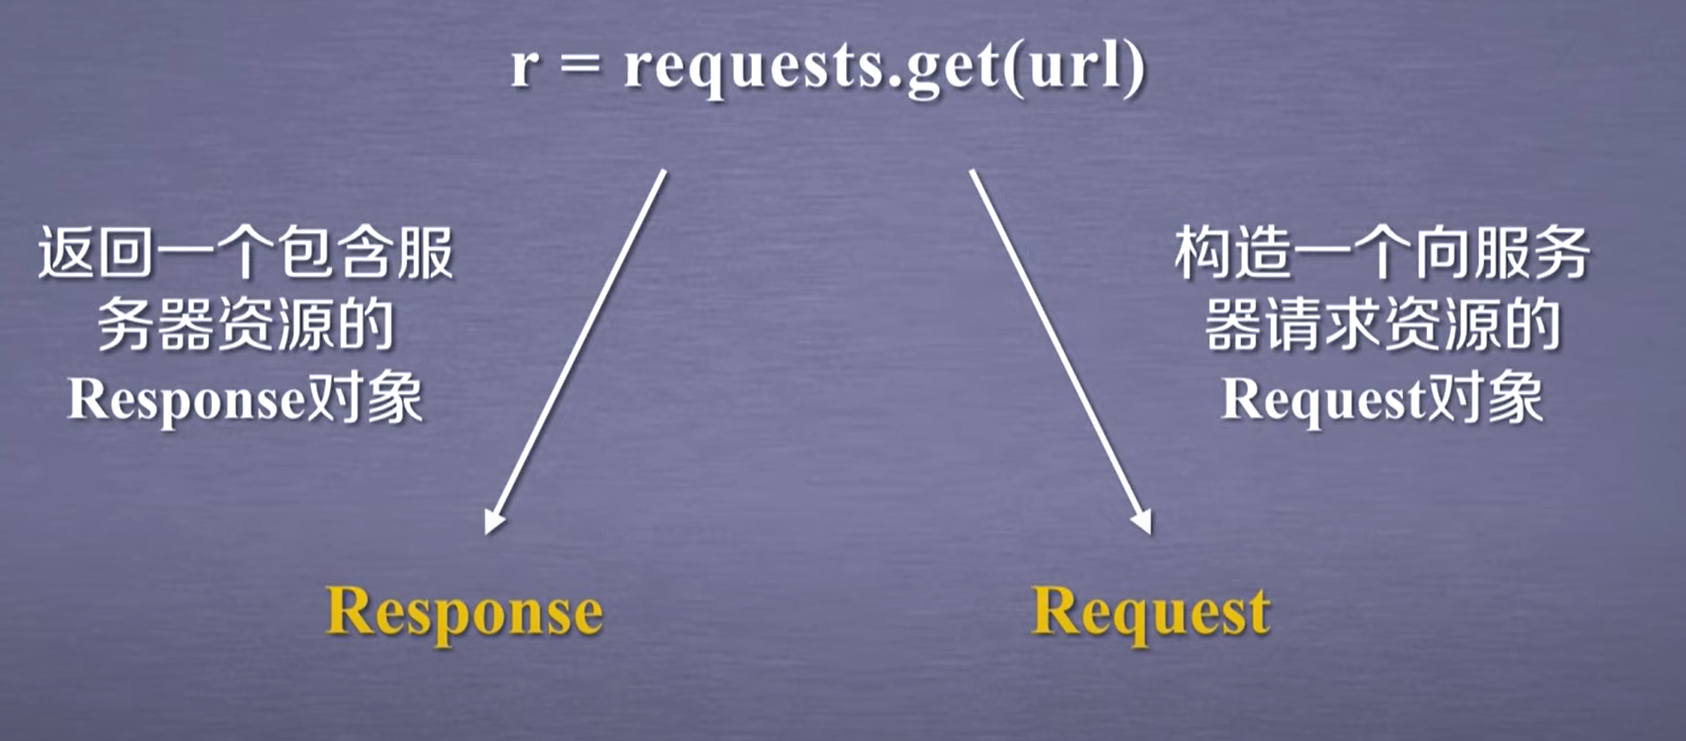 r = requests.get(url)
返回一个包含服
务器资源的
Response对象
构造一个向服务
器请求资源的
Request对象
Response
Request